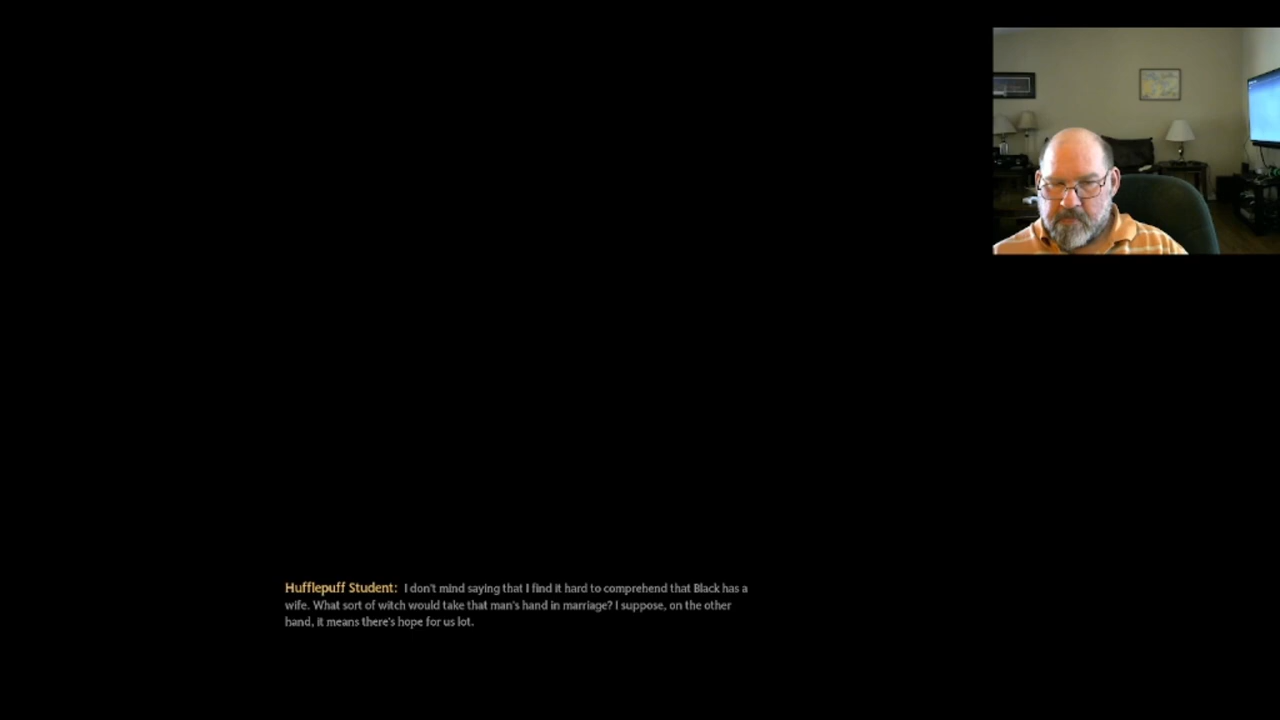 Hufflepuff Student: I don't mind saying that I find it hard to comprehend that Black has a
wife. What sort of witch would take that man's hand in marriage? I suppose, on the other
hand, it means there's hope for us lot.